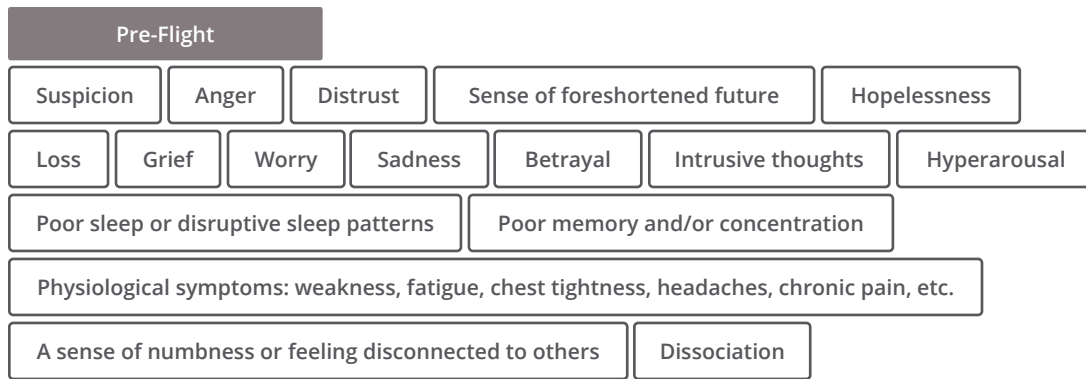 Pre-Flight
Suspicion Anger Distrust Sense of foreshortened future Hopelessness
Loss Grief Worry Sadness Betrayal Intrusive thoughts Hyperarousal
Poor sleep or disruptive sleep patterns Poor memory and/or concentration
Physiological symptoms: weakness, fatigue, chest tightness, headaches, chronic pain, etc.
A sense of numbness or feeling disconnected to others Dissociation